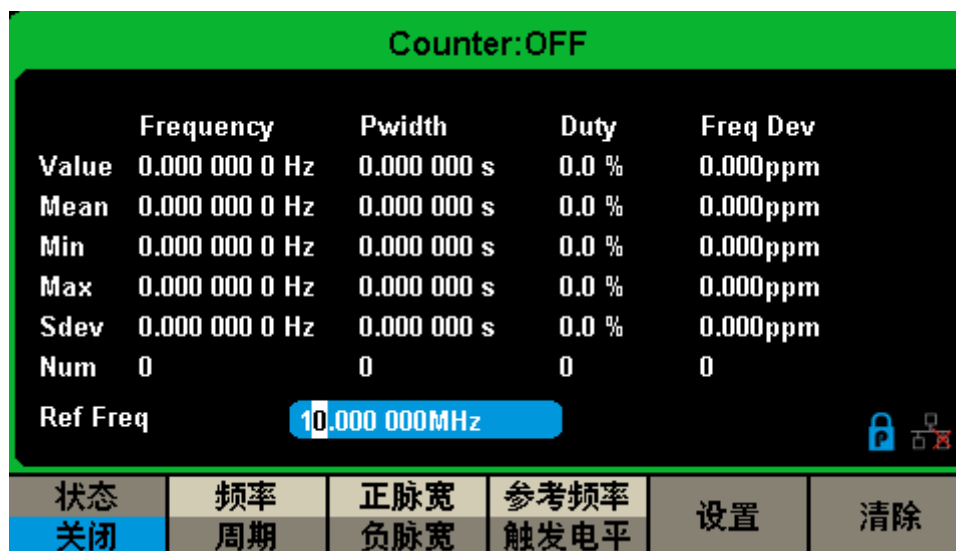 Counter:OFF
Frequency Pwidth Duty Freq Dev
Value 0.000 000 0 Hz 0.000 000 s 0.0 % 0.000ppm
Mean 0.000 000 0 Hz 0.000 000 s 0.0 % 0.000ppm
Min 0.000 000 0 Hz 0.000 000 s 0.0 % 0.000ppm
Max 0.000 000 0 Hz 0.000 000 s 0.0 % 0.000ppm
Sdev 0.000 000 0 Hz 0.000 000 s 0.0 % 0.000ppm
Num 0 0 0 0
Ref Freq 10.000 000MHz
P
状态 频率 正脉宽 参考频率 设置 清除
关闭 周期 负脉宽 触发电平